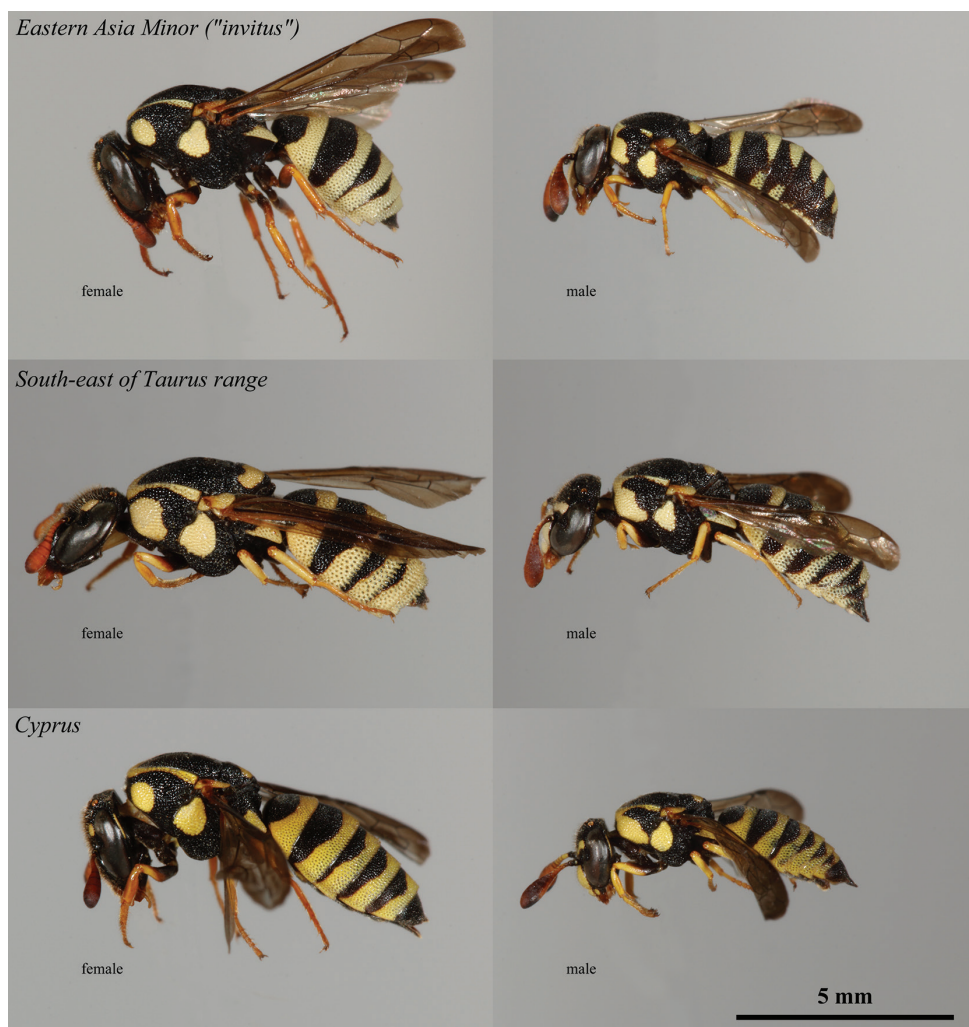 Eastern Asia Minor ("invitus")
female
male
South-east of Taurus range
female
male
Cyprus
female
male
5 mm